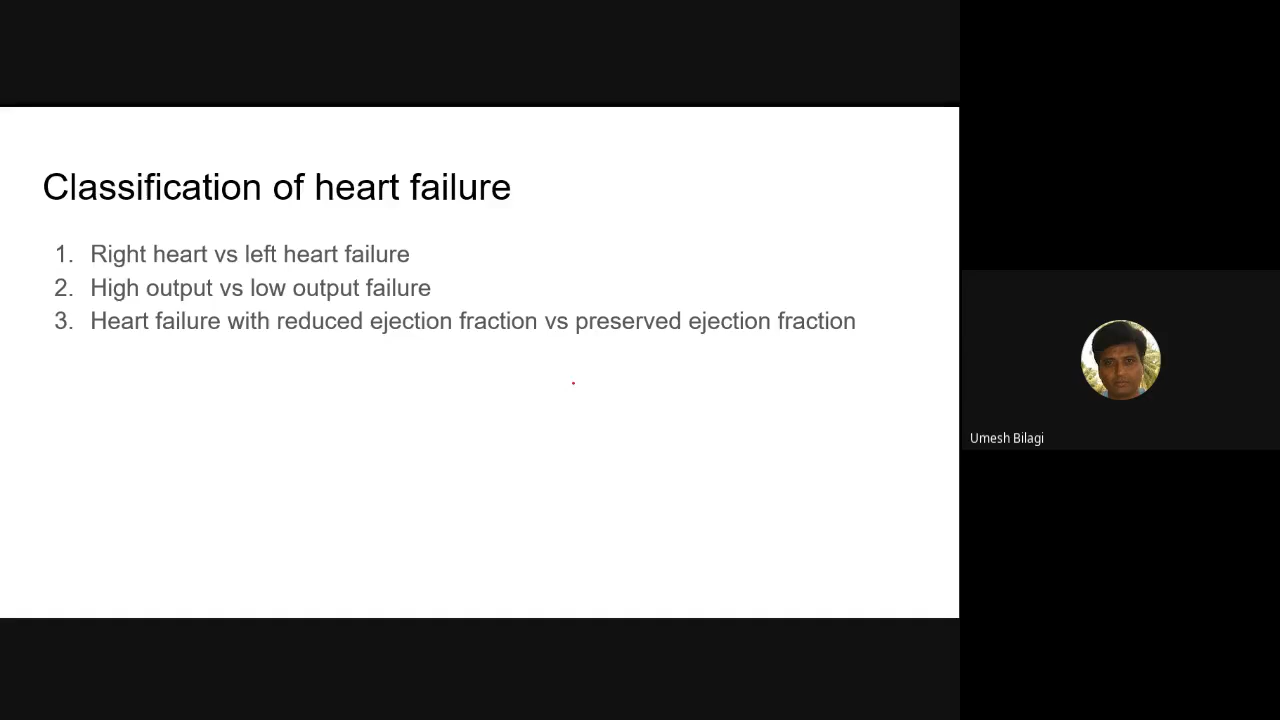 Classification of heart failure
1. Right heart vs left heart failure
2. High output vs low output failure
3. Heart failure with reduced ejection fraction vs preserved ejection fraction
Umesh Bilagi